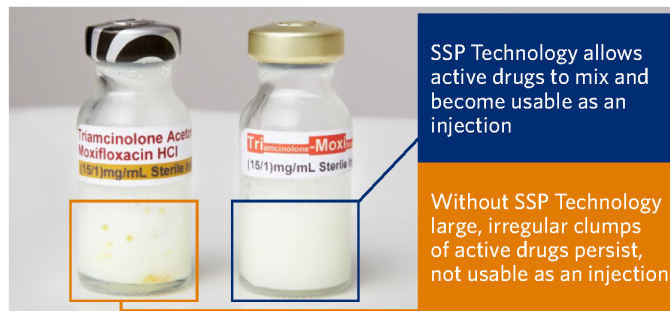 Triamcinolone
Moxifloxacin HCl
(15/1)mg/mL Sterile
Triamcinolone-Moxi
(15/1)mg/mL Sterile
SSP Technology allows
active drugs to mix and
become usable as an
injection
Without SSP Technology
large, irregular clumps
of active drugs persist,
not usable as an injection